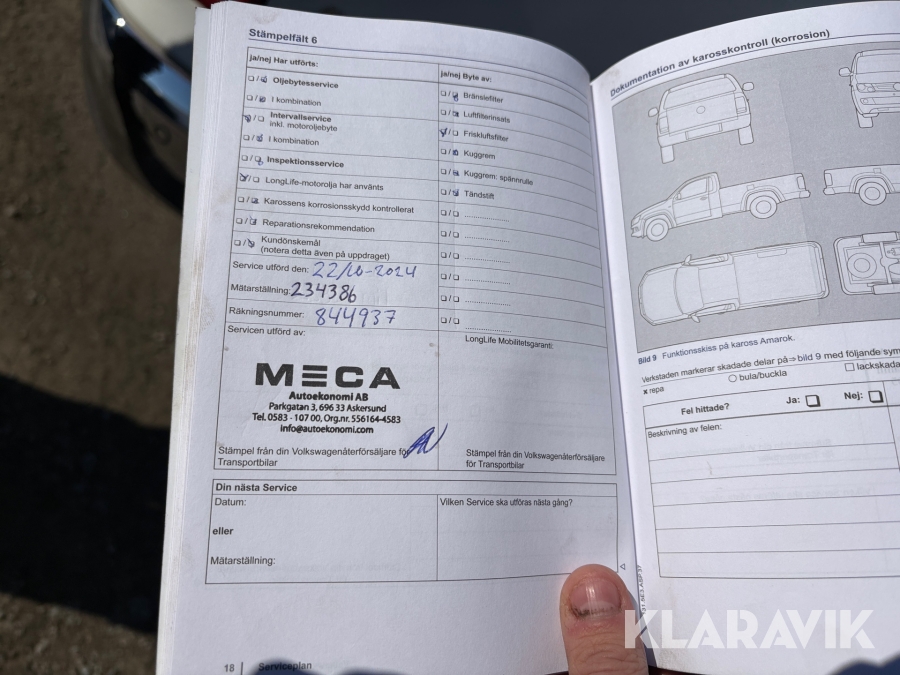 Stämpelfält 6
ja/nej Har utförts:
☐/☑ Oljebytesservice
☐/☑ I kombination
☑/☐ Intervallservice
inkl. motoroljebyte
☐/☑ I kombination
☐/☑ Inspektionsservice
☑/☐ LongLife-motorolja har använts
☐/☑ Karossens korrosionsskydd kontrollerat
☐/☑ Reparationsrekommendation
☐/☑ Kundönskemål
(notera detta även på uppdraget)
Service utförd den: 22/10-2024
Mätarställning: 234386
Räkningsnummer: 844937
Servicen utförd av:
MECA
Autoekonomi AB
Parkgatan 3, 696 33 Askersund
Tel. 0583 - 107 00, Org.nr. 556164-4583
info@autoekonomi.com
Stämpel från din Volkswagenåterförsäljare för
Transportbilar
ja/nej Byte av:
☐/☑ Bränslefilter
☐/☑ Luftfilterinsats
☑/☐ Friskluftsfilter
☐/☑ Kuggrem
☐/☑ Kuggrem: spännrulle
☐/☑ Tändstift
☐/☐ ....................
☐/☐ ....................
☐/☐ ....................
☐/☐ ....................
☐/☐ ....................
☐/☐ ....................
LongLife Mobilitetsgaranti:
Stämpel från din Volkswagenåterförsäljare
för Transportbilar
Din nästa Service
Datum:
eller
Mätarställning:
Vilken Service ska utföras nästa gång?
18 | Serviceplan
Dokumentation av karosskontroll (korrosion)
Bild 9 Funktionsskiss på kaross Amarok.
Verkstaden markerar skadade delar på ⇒ bild 9 med följande sym
x repa
○ bula/buckla
☐ lackskada
Fel hittade?
Ja: ☐
Nej: ☐
Beskrivning av felen:
KLARAVIK